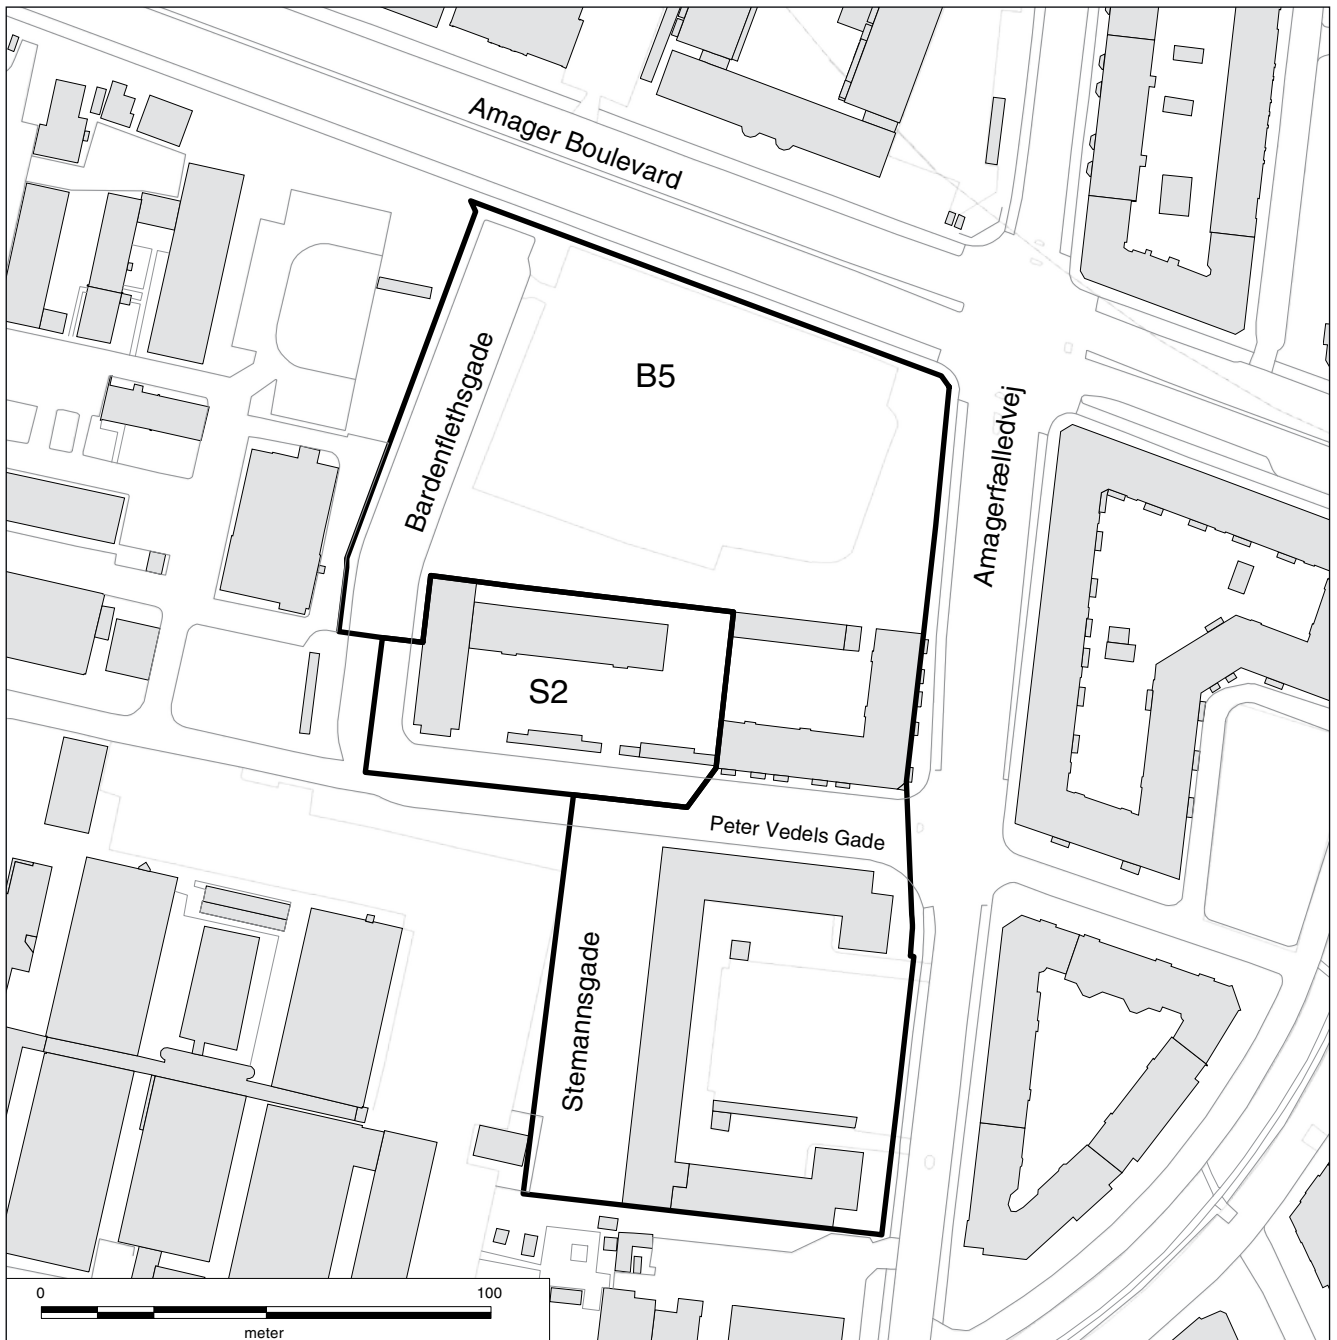 Amager Boulevard
B5
Bardenflethsgade
Amagerfælledvej
S2
Peter Vedels Gade
Stemannsgade
0 100
meter